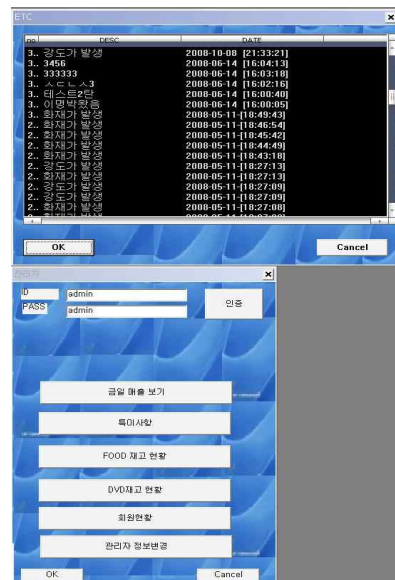 ETC
no DESC DATE
3.. 강도가 발생 2008-10-08 [21:33:21]
3.. 3456 2008-06-14 [16:04:13]
3.. 333333 2008-06-14 [16:03:18]
3.. ㅅㄷㄴㅅ3 2008-06-14 [16:02:16]
3.. 테스트2탄 2008-06-14 [16:00:40]
3.. 이명박왔음 2008-06-14 [16:00:05]
3.. 화재가 발생 2008-05-11-[18:49:43]
2.. 화재가 발생 2008-05-11-[18:46:54]
2.. 화재가 발생 2008-05-11-[18:45:42]
2.. 화재가 발생 2008-05-11-[18:44:49]
2.. 화재가 발생 2008-05-11-[18:43:18]
2.. 강도가 발생 2008-05-11-[18:27:13]
2.. 화재가 발생 2008-05-11-[18:27:13]
2.. 강도가 발생 2008-05-11-[18:27:09]
2.. 강도가 발생 2008-05-11-[18:27:09]
2.. 화재가 발생 2008-05-11-[18:27:08]
OK Cancel
관리자
ID admin
PASS admin
인증
금일 매출 보기
특이사항
FOOD 재고 현황
DVD재고 현황
회원현황
관리자 정보변경
OK Cancel